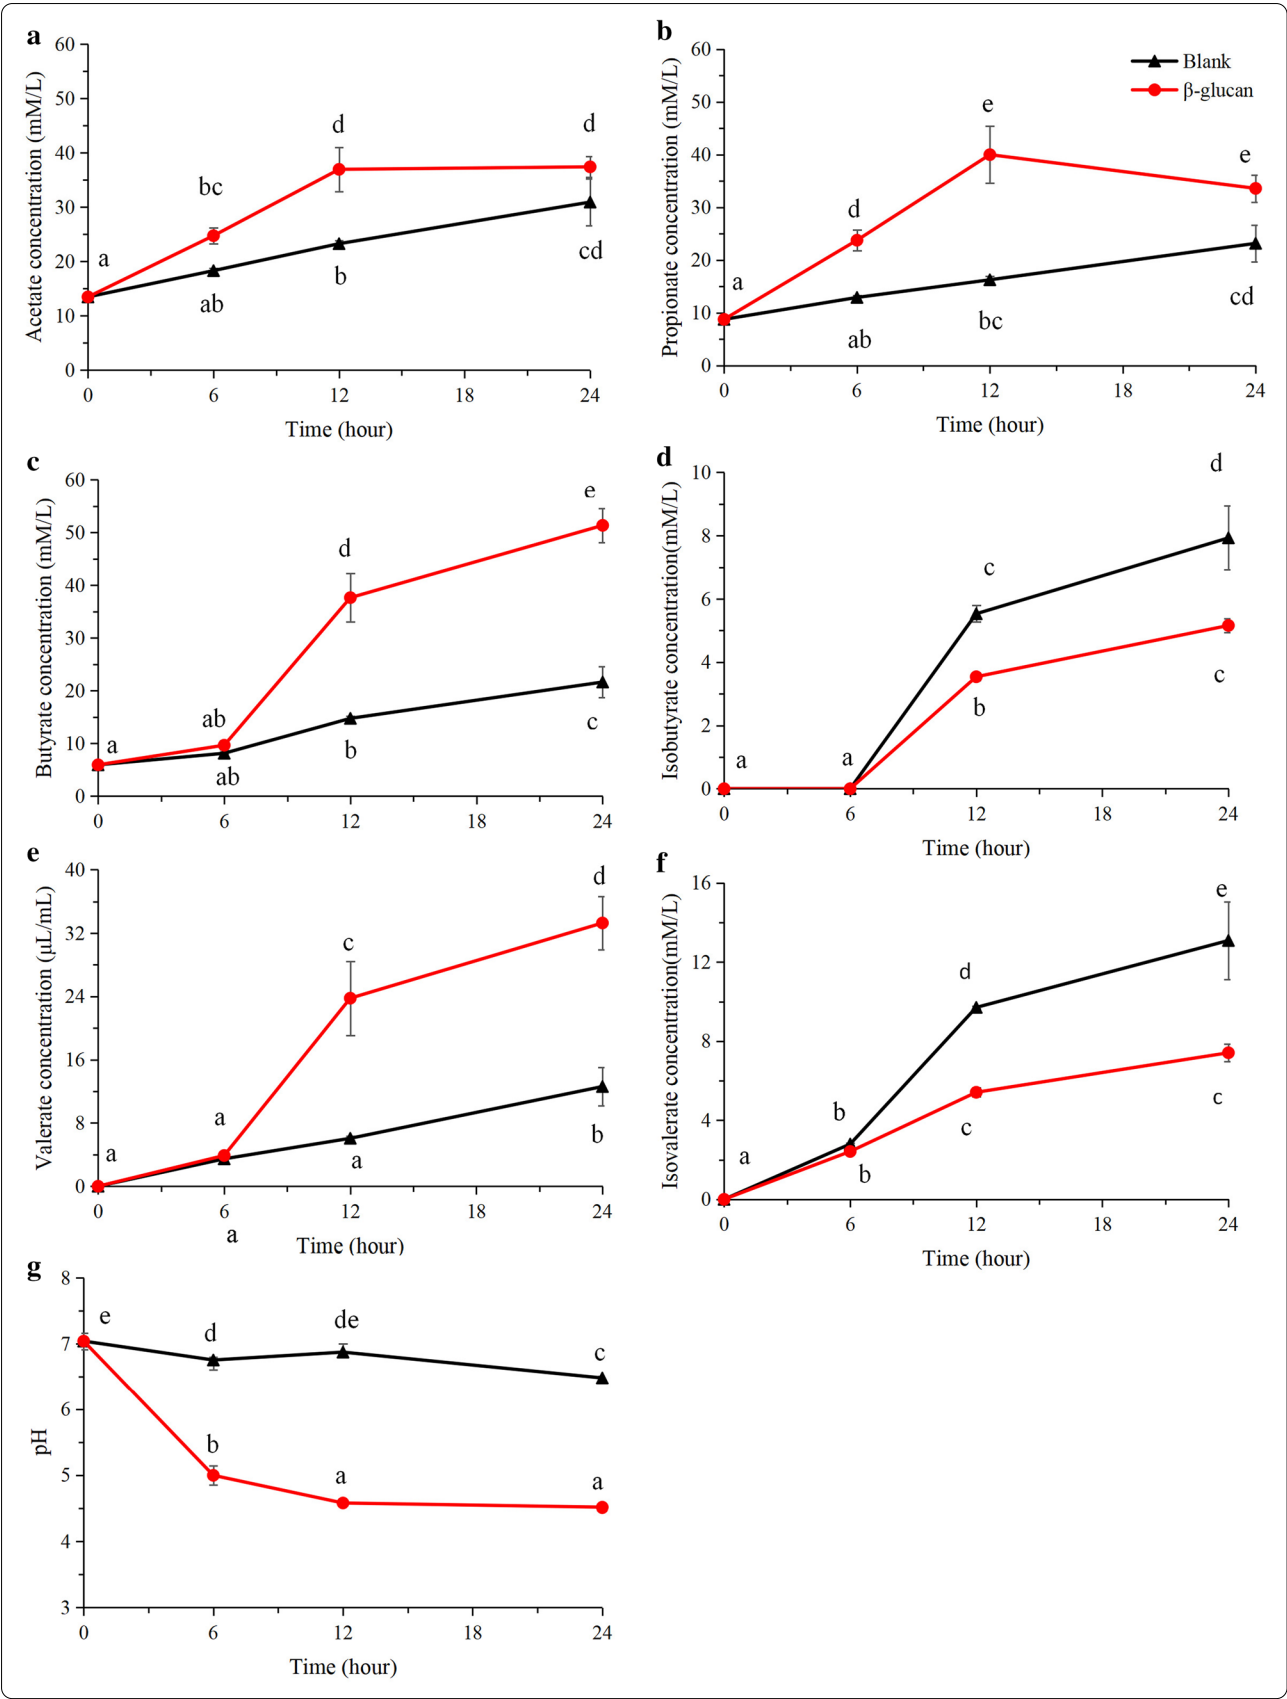 a
Acetate concentration (mM/L)
60
50
40
30
20
10
0
a
bc
ab
d
b
d
cd
0 6 12 18 24
Time (hour)
b
Propionate concentration (mM/L)
60
50
40
30
20
10
0
Blank
β-glucan
a
d
ab
e
bc
e
cd
0 6 12 18 24
Time (hour)
c
Butyrate concentration (mM/L)
60
50
40
30
20
10
0
a
ab
ab
d
b
e
c
0 6 12 18 24
d
Isobutyrate concentration(mM/L)
10
8
6
4
2
0
a
a
c
b
d
c
0 6 12 18 24
Time (hour)
e
Valerate concentration (μL/mL)
40
32
24
16
8
0
a
a
c
a
d
b
0 6 12 18 24
a
Time (hour)
f
Isovalerate concentration(mM/L)
16
12
8
4
0
a
b
b
d
c
e
c
0 6 12 18 24
Time (hour)
g
pH
8
7
6
5
4
3
e
d
b
de
a
c
a
0 6 12 18 24
Time (hour)